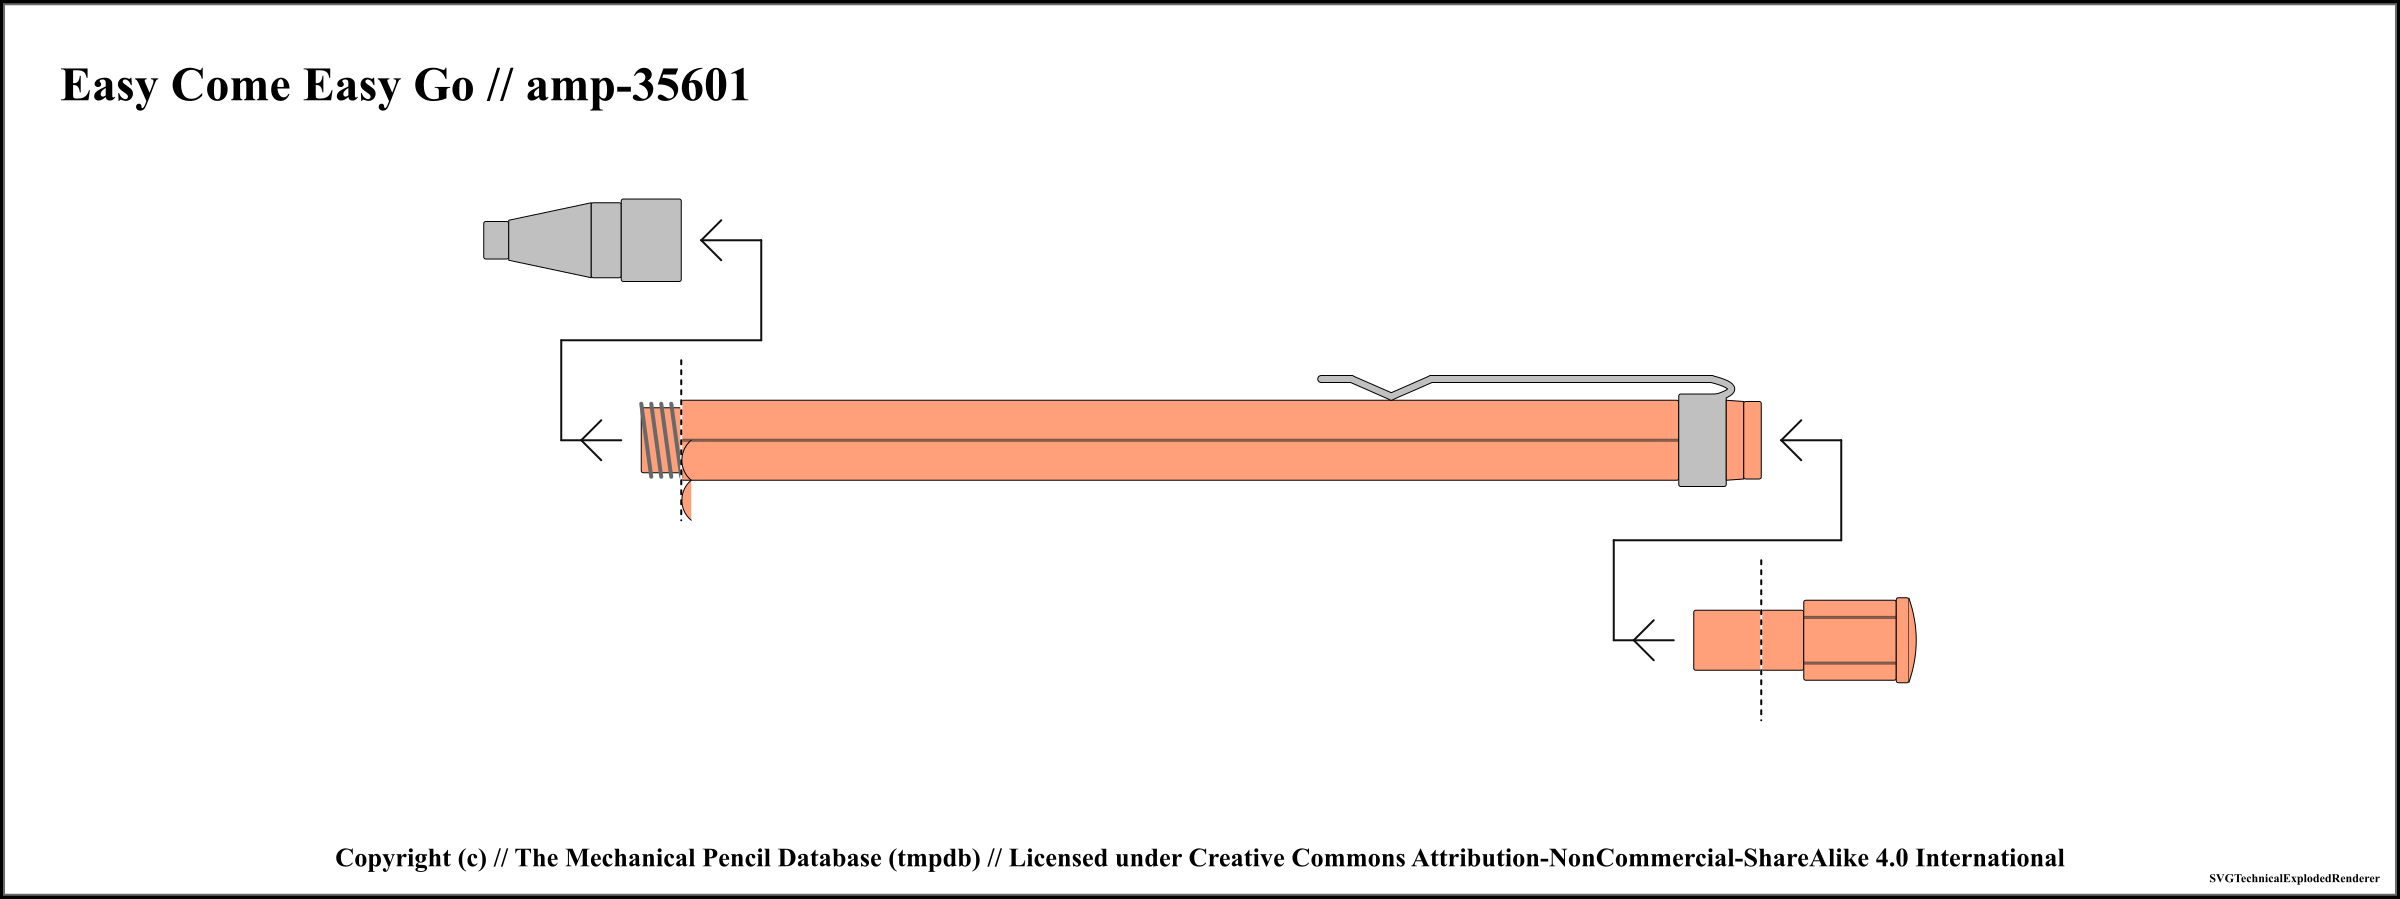 Easy Come Easy Go // amp-35601
Copyright (c) // The Mechanical Pencil Database (tmpdb) // Licensed under Creative Commons Attribution-NonCommercial-ShareAlike 4.0 International
SVGTechnicalExplodedRenderer